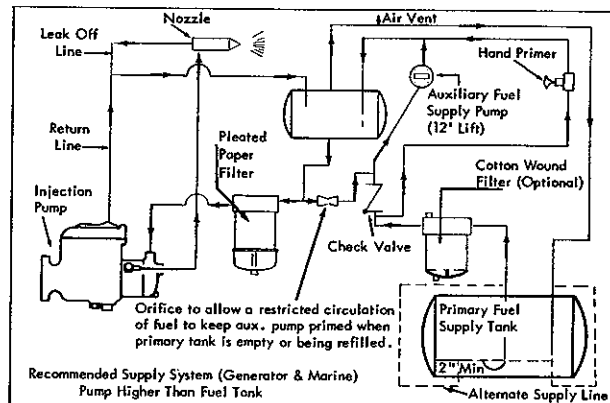 Nozzle
Air Vent
Leak Off
Line
Hand Primer
Auxiliary Fuel
Supply Pump
(12' Lift)
Return
Line
Pleated
Paper
Filter
Cotton Wound
Filter (Optional)
Injection
Pump
Check Valve
Orifice to allow a restricted circulation
of fuel to keep aux. pump primed when
primary tank is empty or being refilled.
Primary Fuel
Supply Tank
2" Min
Recommended Supply System (Generator & Marine)
Pump Higher Than Fuel Tank
Alternate Supply Line